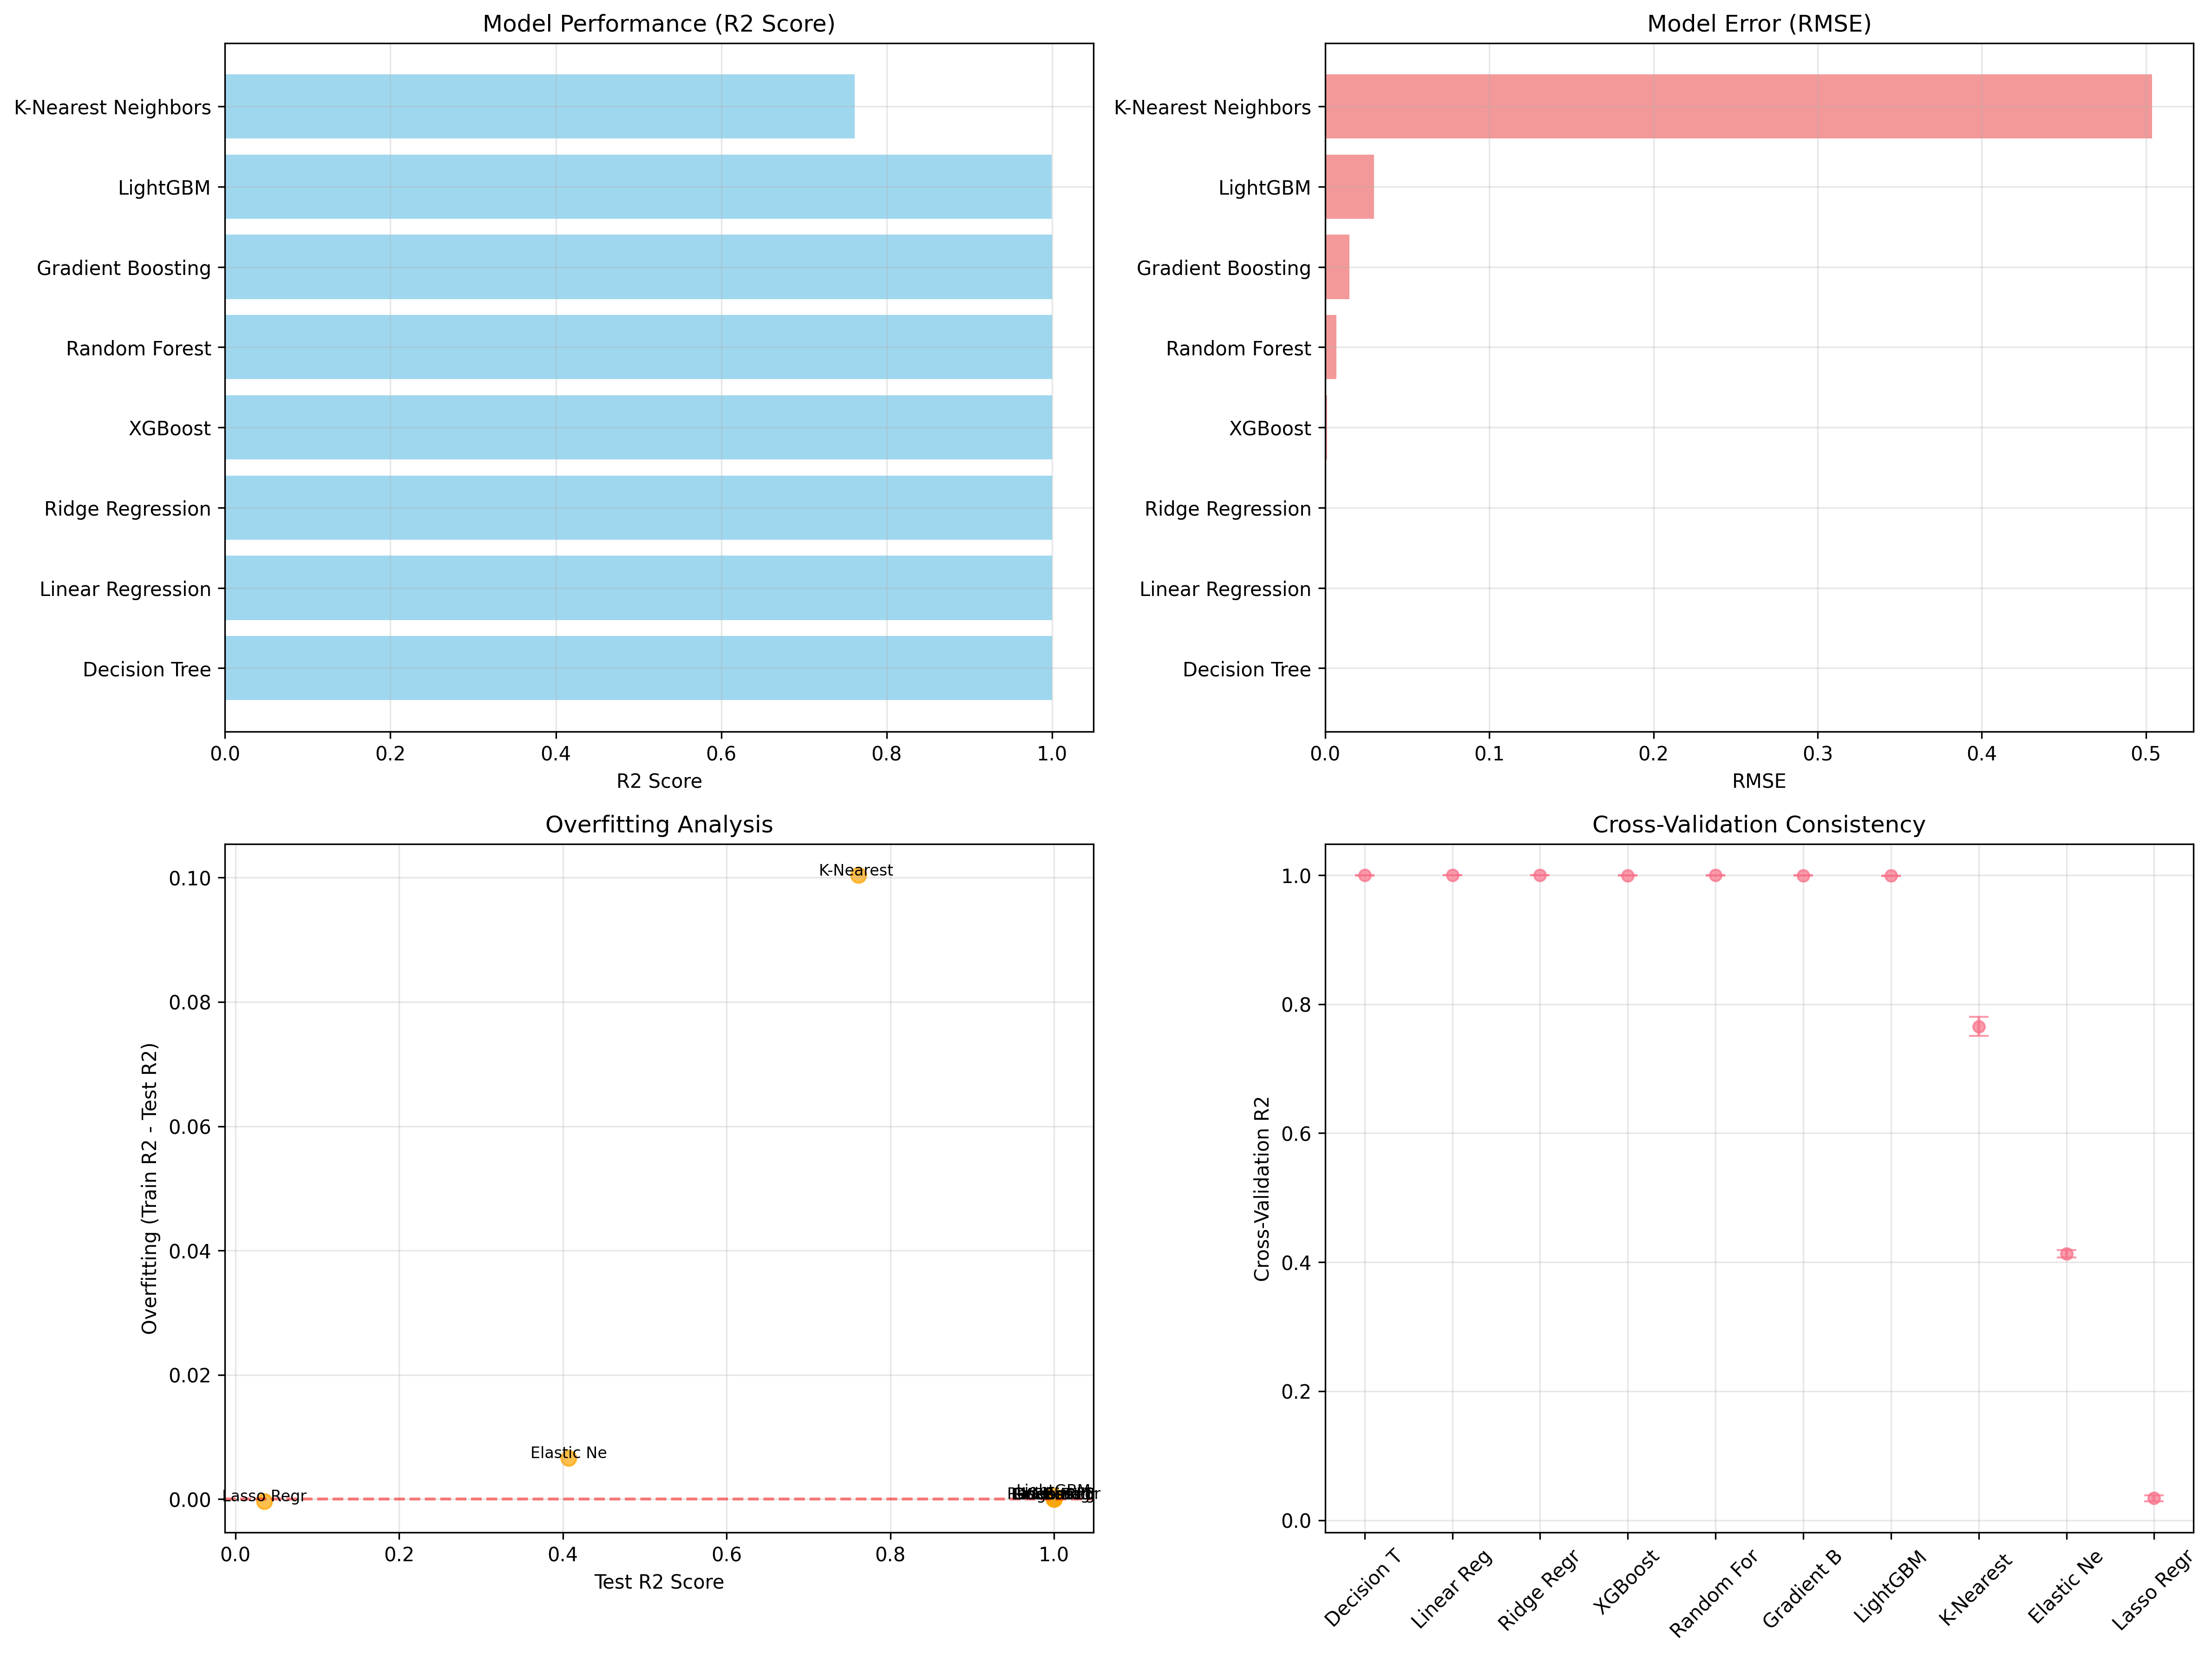 Model Performance (R2 Score)
K-Nearest Neighbors
LightGBM
Gradient Boosting
Random Forest
XGBoost
Ridge Regression
Linear Regression
Decision Tree
0.0 0.2 0.4 0.6 0.8 1.0
R2 Score
Model Error (RMSE)
K-Nearest Neighbors
LightGBM
Gradient Boosting
Random Forest
XGBoost
Ridge Regression
Linear Regression
Decision Tree
0.0 0.1 0.2 0.3 0.4 0.5
RMSE
Overfitting Analysis
Overfitting (Train R2 - Test R2)
0.10
0.08
0.06
0.04
0.02
0.00
K-Nearest
Elastic Ne
Lasso Regr
LightGBM
0.0 0.2 0.4 0.6 0.8 1.0
Test R2 Score
Cross-Validation Consistency
Cross-Validation R2
1.0
0.8
0.6
0.4
0.2
0.0
Decision T
Linear Reg
Ridge Regr
XGBoost
Random For
Gradient B
LightGBM
K-Nearest
Elastic Ne
Lasso Regr